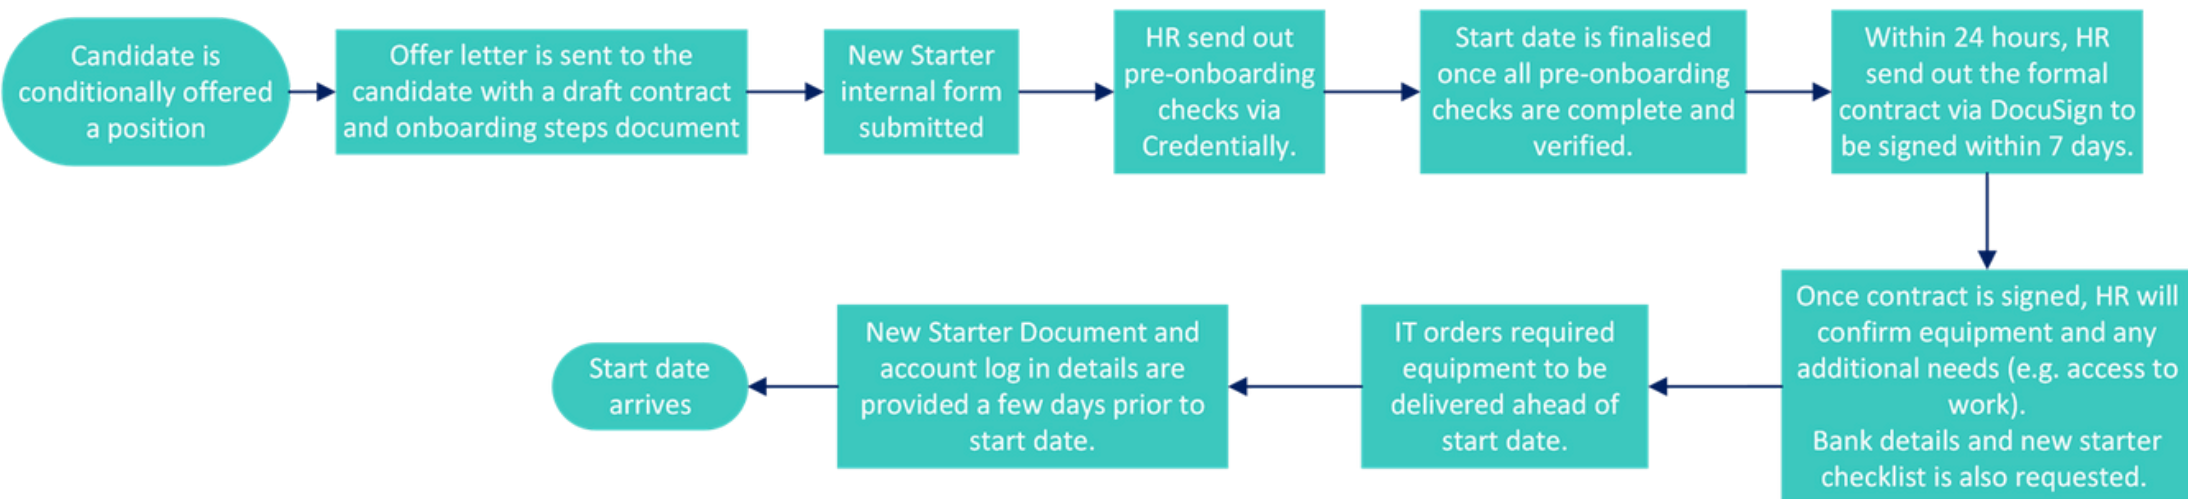 Candidate is
conditionally offered
a position
Offer letter is sent to the
candidate with a draft contract
and onboarding steps document
New Starter
internal form
submitted
HR send out
pre-onboarding
checks via
Credentially.
Start date is finalised
once all pre-onboarding
checks are complete and
verified.
Within 24 hours, HR
send out the formal
contract via DocuSign to
be signed within 7 days.
Once contract is signed, HR will
confirm equipment and any
additional needs (e.g. access to
work).
Bank details and new starter
checklist is also requested.
IT orders required
equipment to be
delivered ahead of
start date.
New Starter Document and
account log in details are
provided a few days prior to
start date.
Start date
arrives